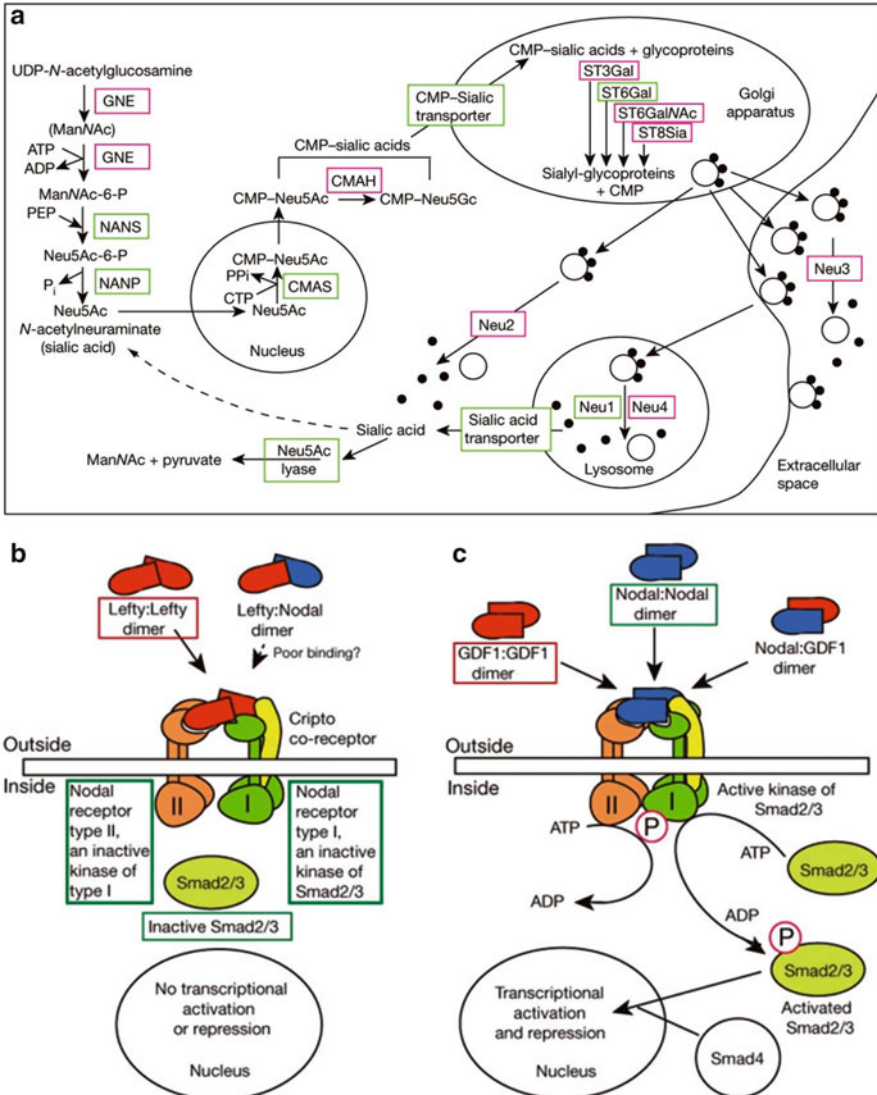 a
UDP-N-acetylglucosamine
GNE
(ManNAc)
ATP
ADP
GNE
ManNAc-6-P
PEP
NANS
Neu5Ac-6-P
Pi
NANP
Neu5Ac
N-acetylneuraminate
(sialic acid)
CMP–sialic acids + glycoproteins
ST3Gal
ST6Gal
ST6GalNAc
ST8Sia
Golgi
apparatus
CMP–Sialic
transporter
CMP–sialic acids
Sialyl-glycoproteins
+ CMP
CMAH
CMP–Neu5Ac
CMP–Neu5Gc
CMP–Neu5Ac
PPi
CMAS
CTP
Neu5Ac
Nucleus
Neu3
Neu2
Neu1
Neu4
Sialic acid
Sialic acid
transporter
Lysosome
ManNAc + pyruvate
Neu5Ac
lyase
Extracellular
space
b
Lefty:Lefty
dimer
Lefty:Nodal
dimer
Poor binding?
Cripto
co-receptor
Outside
Inside
Nodal
receptor
type II,
an inactive
kinase of
type I
II
I
Nodal
receptor
type I,
an inactive
kinase of
Smad2/3
Smad2/3
Inactive Smad2/3
No transcriptional
activation
or repression
Nucleus
c
Nodal:Nodal
dimer
GDF1:GDF1
dimer
Nodal:GDF1
dimer
Outside
Inside
II
I
P
Active kinase of
Smad2/3
ATP
ADP
ATP
Smad2/3
ADP
P
Smad2/3
Activated
Smad2/3
Transcriptional
activation
and repression
Nucleus
Smad4